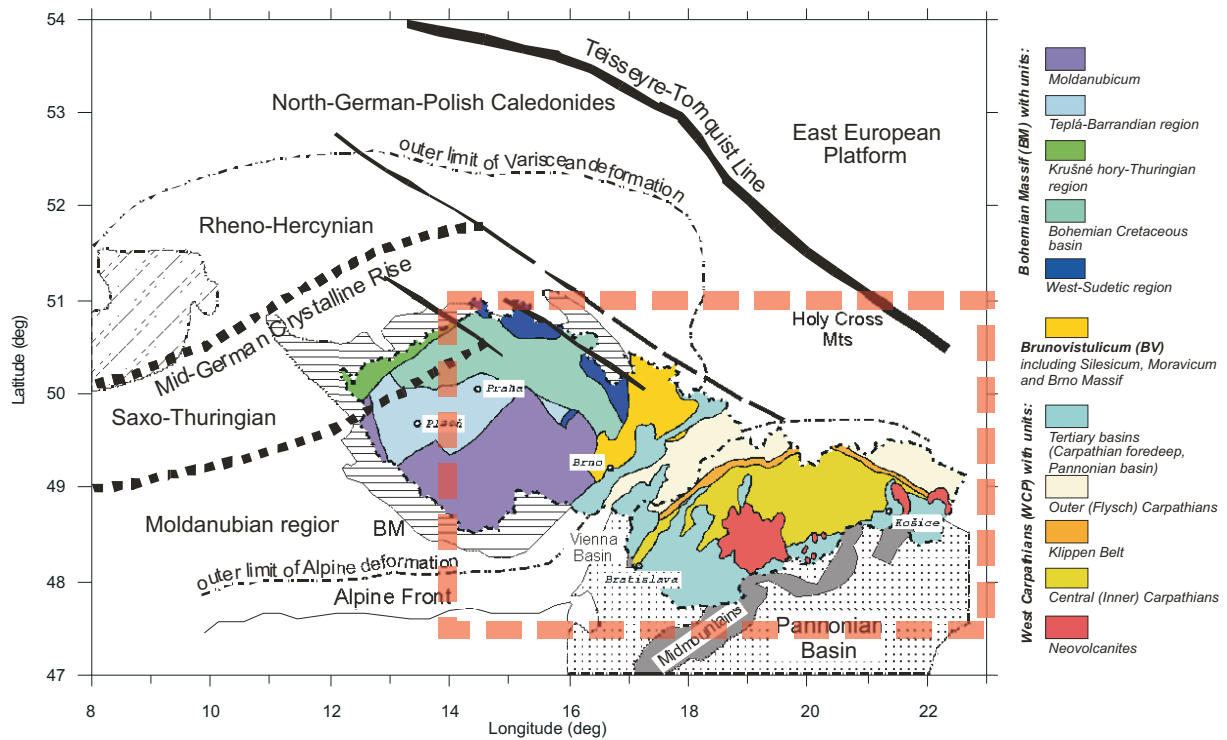 54
53
52
51
50
49
48
47
Latitude (deg)
8
10
12
14
16
18
20
22
Longitude (deg)
Teisseyre-Tornquist Line
North-German-Polish Caledonides
East European
Platform
outer limit of Variscean deformation
Rheno-Hercynian
Mid-German Crystalline Rise
Holy Cross
Mts
Saxo-Thuringian
Praha
Plzeň
Brno
Moldanubian region
BM
Vienna
Basin
Košice
Bratislava
outer limit of Alpine deformation
Alpine Front
Midmountains
Pannonian
Basin
Bohemian Massif (BM) with units:
Moldanubicum
Teplá-Barrandian region
Krušné hory-Thuringian
region
Bohemian Cretaceous
basin
West-Sudetic region
Brunovistulicum (BV)
including Silesicum, Moravicum
and Brno Massif
West Carpathians (WCP) with units:
Tertiary basins
(Carpathian foredeep,
Pannonian basin)
Outer (Flysch) Carpathians
Klippen Belt
Central (Inner) Carpathians
Neovolcanites